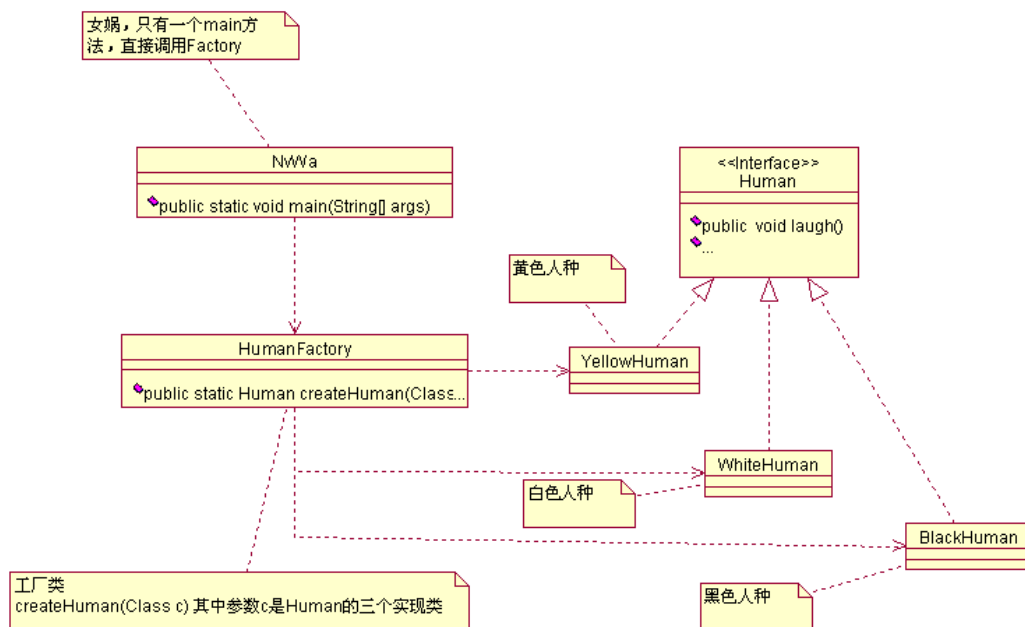 女娲，只有一个main方
法，直接调用Factory
NvWa
public static void main(String[] args)
<<Interface>>
Human
public void laugh()
...
黄色人种
HumanFactory
public static Human createHuman(Class...
YellowHuman
WhiteHuman
白色人种
BlackHuman
工厂类
createHuman(Class c) 其中参数c是Human的三个实现类
黑色人种